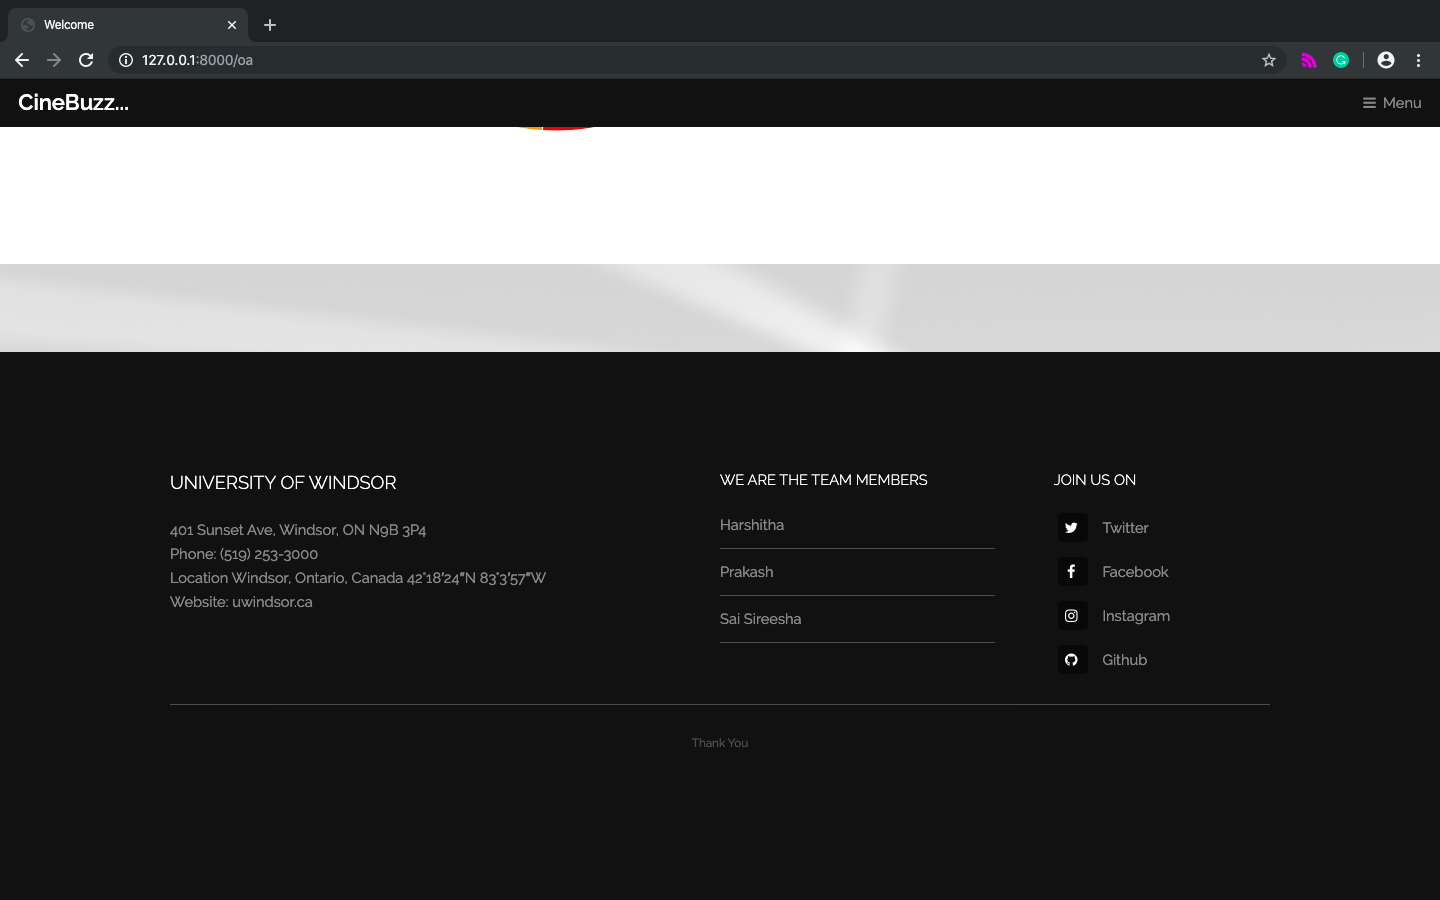 Welcome
127.0.0.1:8000/oa
CineBuzz...
Menu
UNIVERSITY OF WINDSOR
401 Sunset Ave, Windsor, ON N9B 3P4
Phone: (519) 253-3000
Location Windsor, Ontario, Canada 42°18′24″N 83°3′57″W
Website: uwindsor.ca
WE ARE THE TEAM MEMBERS
Harshitha
Prakash
Sai Sireesha
JOIN US ON
Twitter
Facebook
Instagram
Github
Thank You